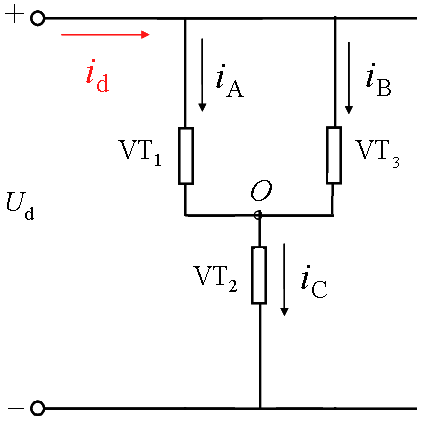 +
i_d
i_A
i_B
VT_1
VT_3
O
U_d
VT_2
i_C
−